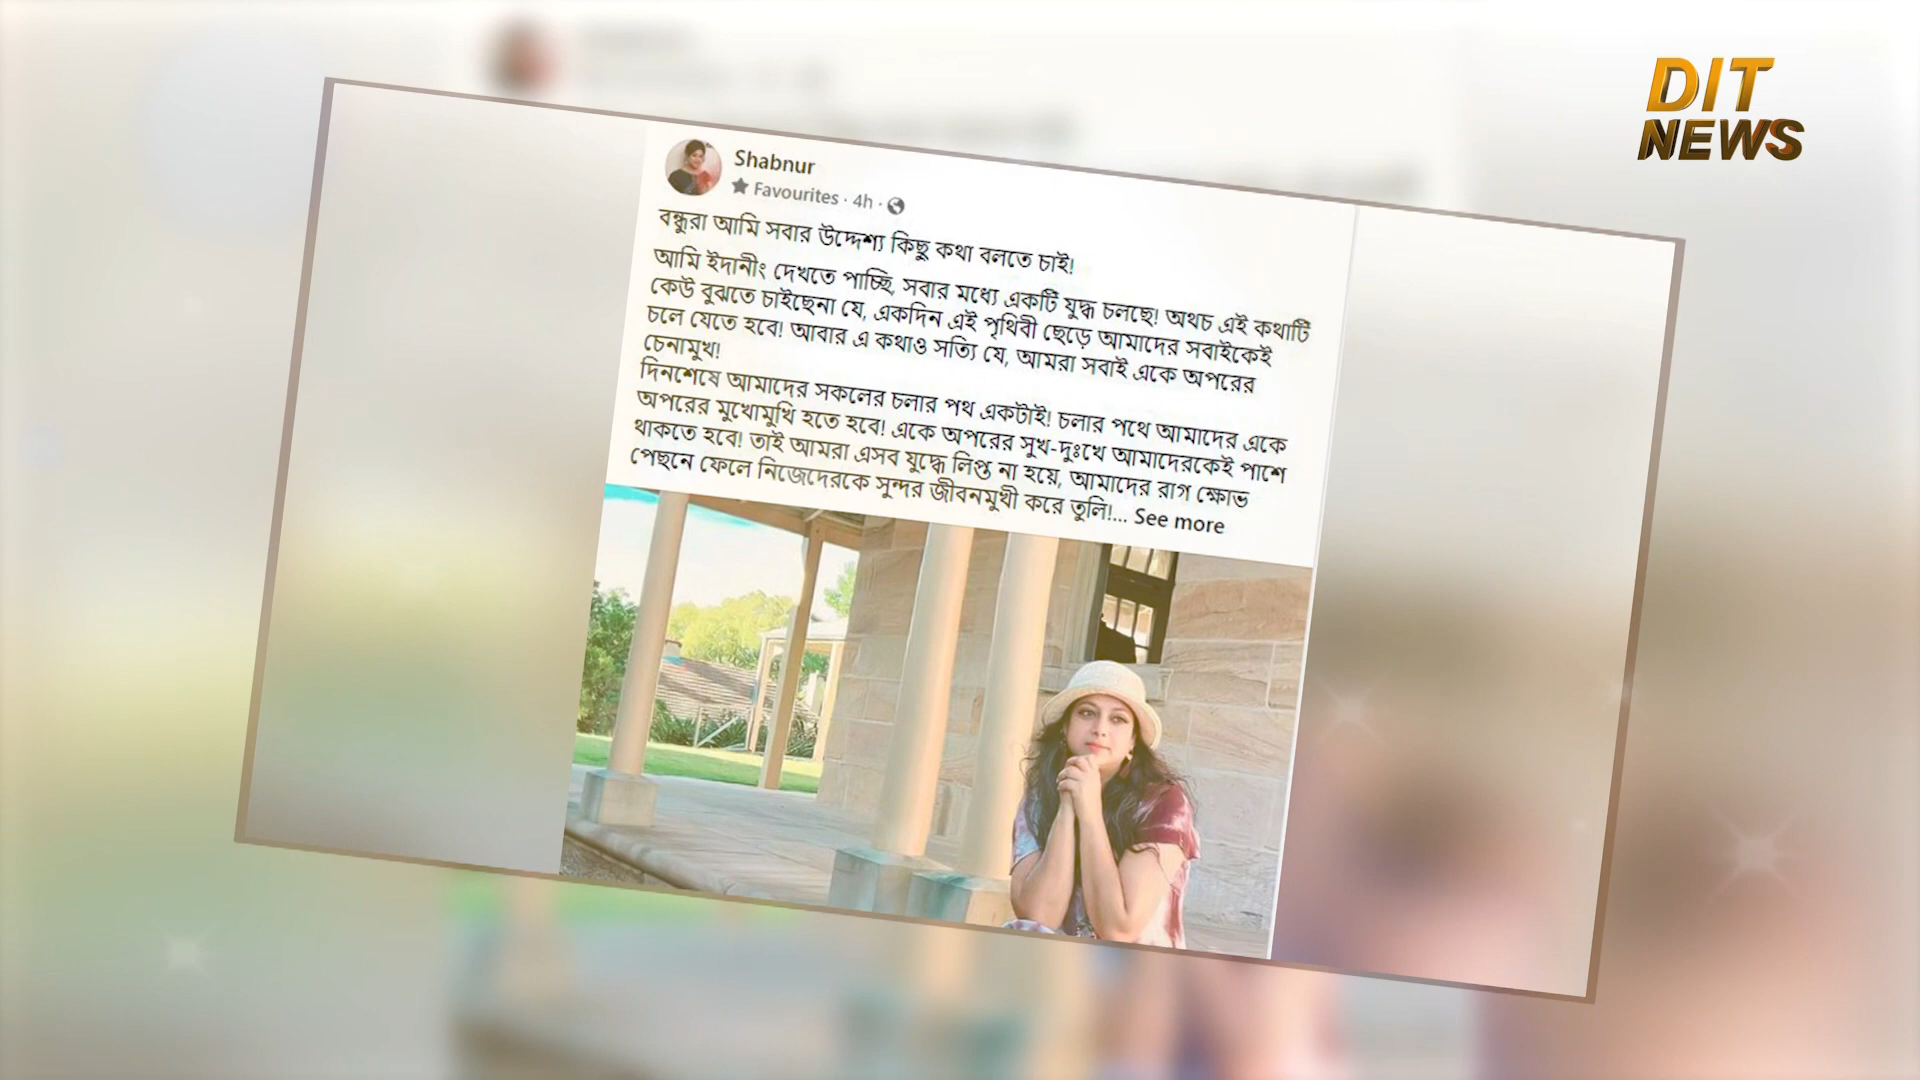 DIT
NEWS
Shabnur
Favourites · 4h ·
বন্ধুরা আমি সবার উদ্দেশ্য কিছু কথা বলতে চাই!
আমি ইদানীং দেখতে পাচ্ছি, সবার মধ্যে একটি যুদ্ধ চলছে! অথচ এই কথাটি
কেউ বুঝতে চাইছেনা যে, একদিন এই পৃথিবী ছেড়ে আমাদের সবাইকেই
চলে যেতে হবে! আবার এ কথাও সত্যি যে, আমরা সবাই একে অপরের
চেনামুখ!
দিনশেষে আমাদের সকলের চলার পথ একটাই! চলার পথে আমাদের একে
অপরের মুখোমুখি হতে হবে! একে অপরের সুখ-দুঃখে আমাদেরকেই পাশে
থাকতে হবে! তাই আমরা এসব যুদ্ধে লিপ্ত না হয়ে, আমাদের রাগ ক্ষোভ
পেছনে ফেলে নিজেদেরকে সুন্দর জীবনমুখী করে তুলি!... See more